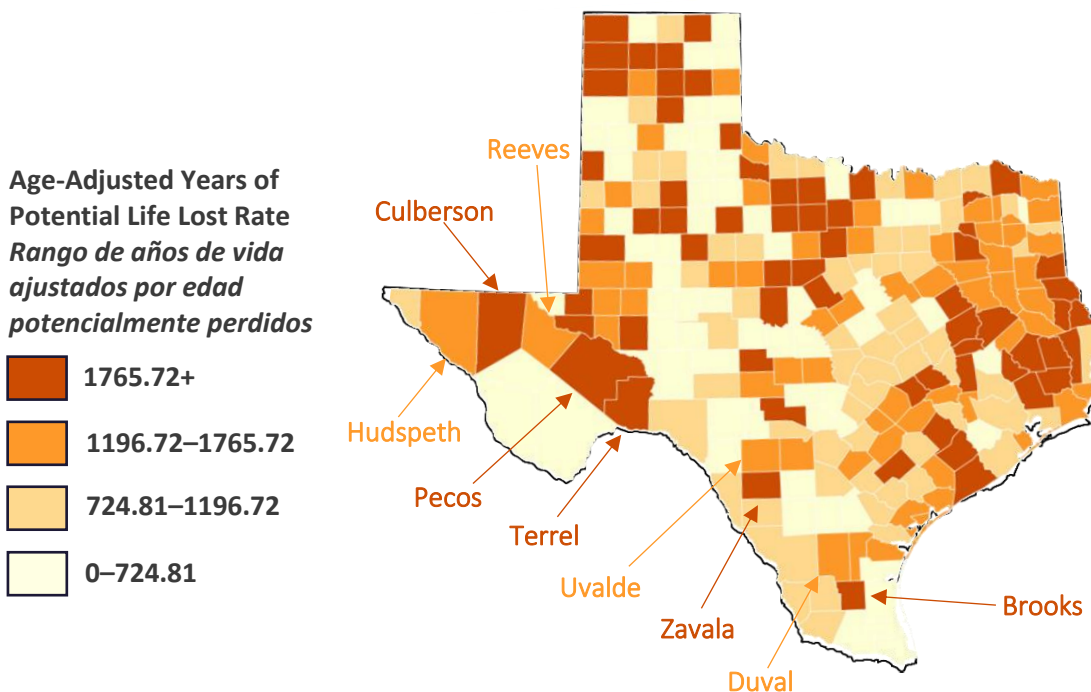 Age-Adjusted Years of
Potential Life Lost Rate
Rango de años de vida
ajustados por edad
potencialmente perdidos
1765.72+
1196.72–1765.72
724.81–1196.72
0–724.81
Reeves
Culberson
Hudspeth
Pecos
Terrel
Uvalde
Zavala
Duval
Brooks